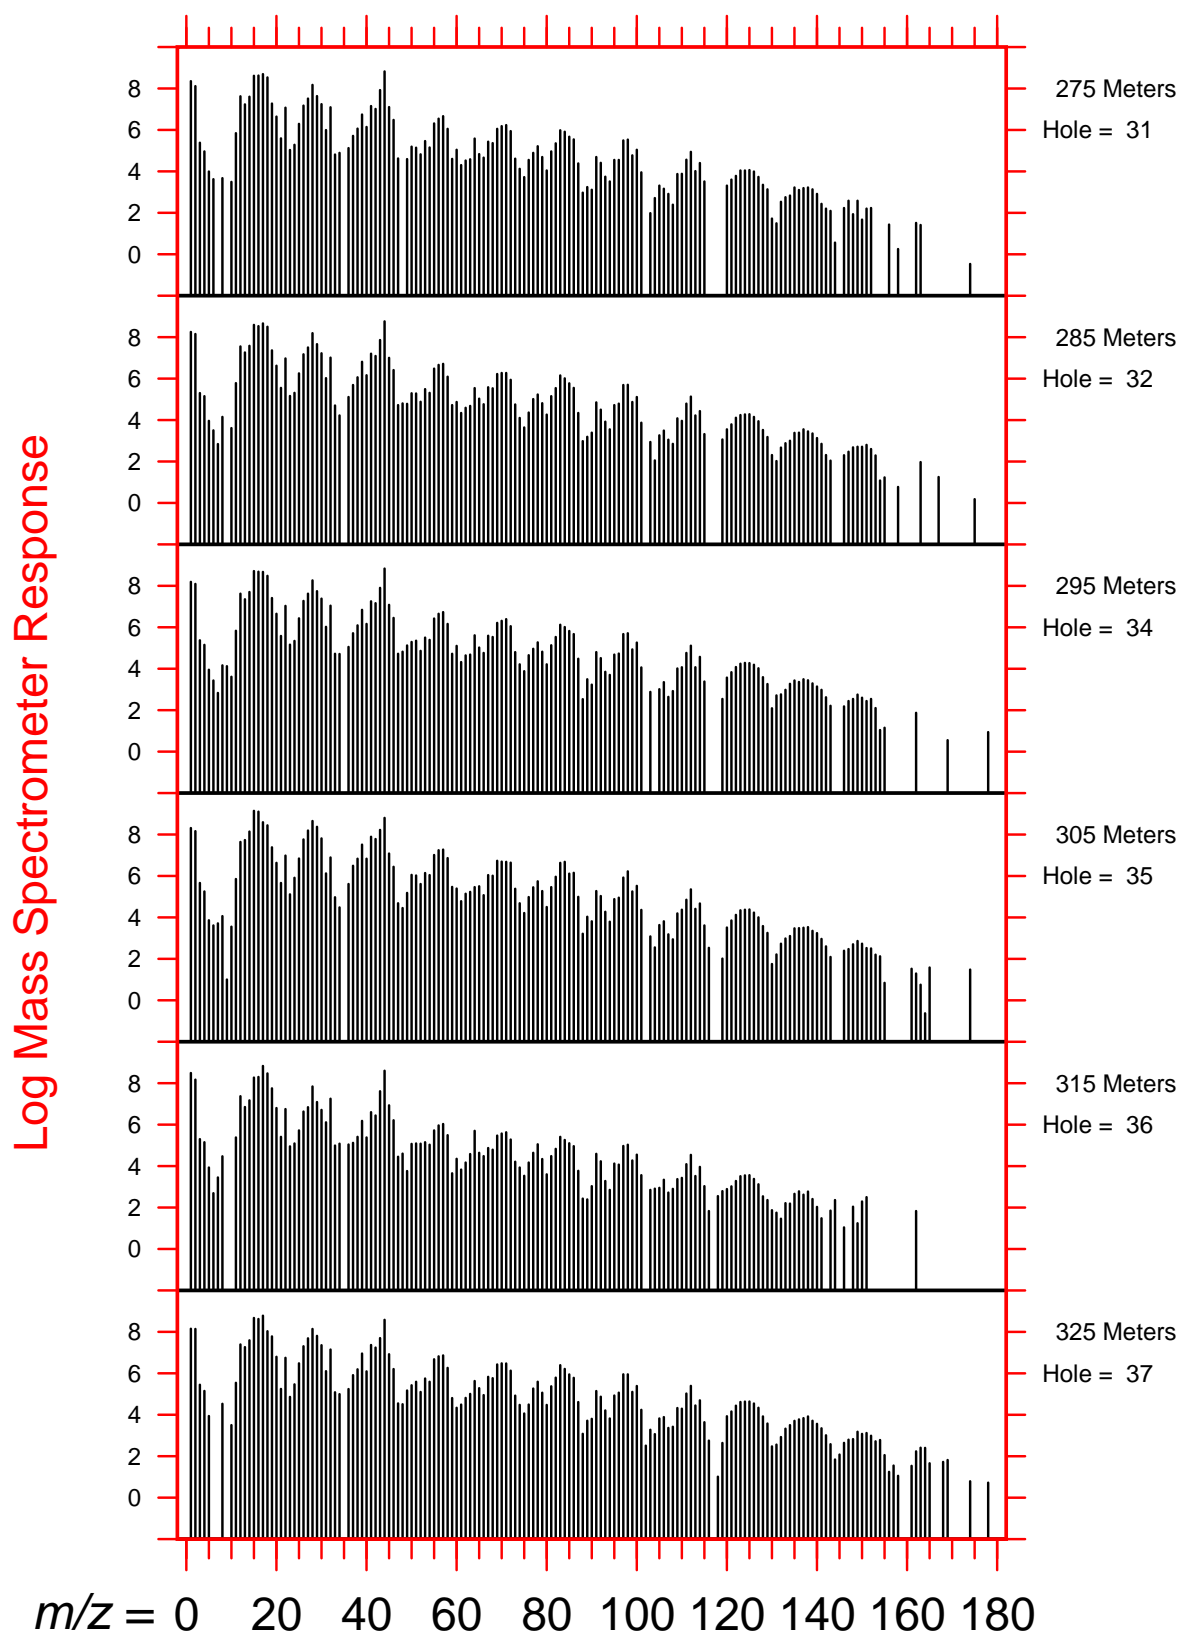 Log Mass Spectrometer Response
8
6
4
2
0
275 Meters
Hole = 31
8
6
4
2
0
285 Meters
Hole = 32
8
6
4
2
0
295 Meters
Hole = 34
8
6
4
2
0
305 Meters
Hole = 35
8
6
4
2
0
315 Meters
Hole = 36
8
6
4
2
0
325 Meters
Hole = 37
m/z = 0 20 40 60 80 100 120 140 160 180